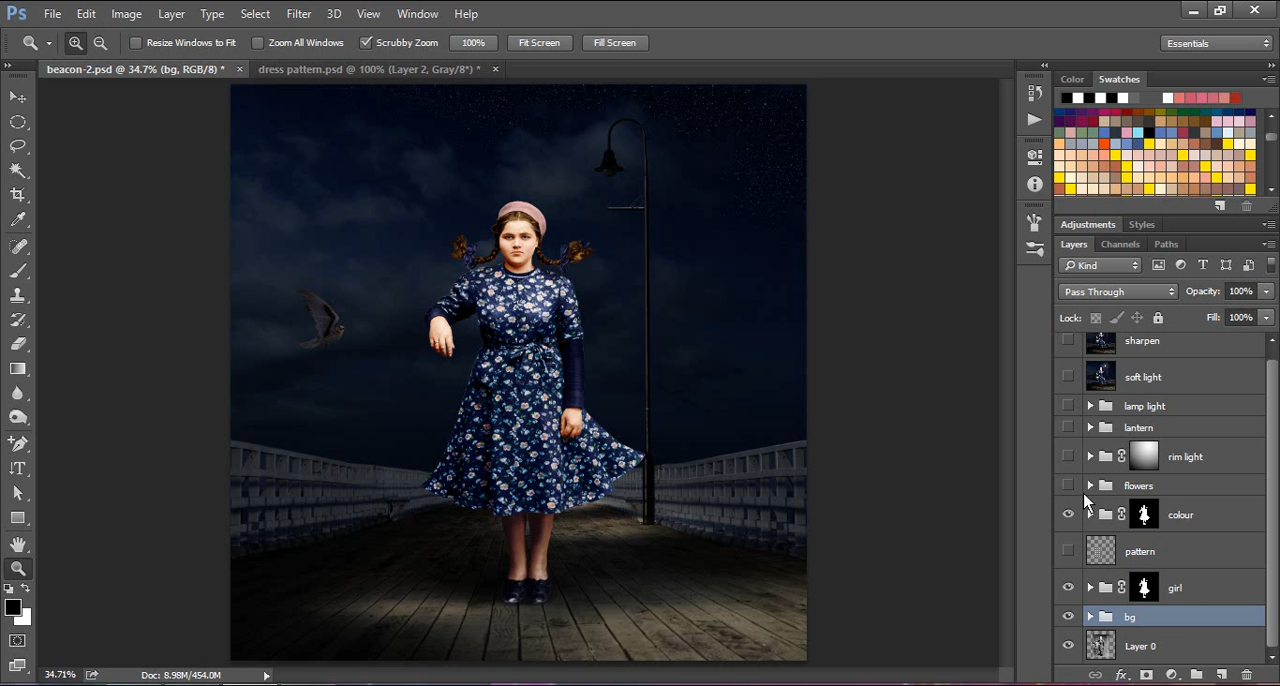 Ps File Edit Image Layer Type Select Filter 3D View Window Help
Resize Windows to Fit Zoom All Windows Scrubby Zoom 100% Fit Screen Fill Screen Essentials
beacon-2.psd @ 34.7% (bg, RGB/8) * × dress pattern.psd @ 100% (Layer 2, Gray/8*) * ×
Color Swatches
Adjustments Styles
Layers Channels Paths
Kind
Pass Through Opacity: 100%
Lock: Fill: 100%
sharpen
soft light
lamp light
lantern
rim light
flowers
colour
pattern
girl
bg
Layer 0
34.71% Doc: 8.98M/454.0M